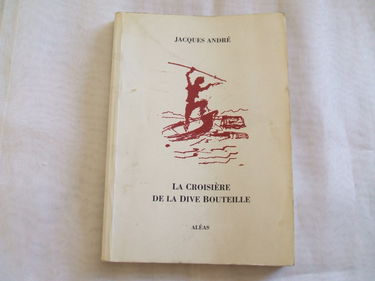 JACQUES ANDRÉ
LA CROISIÈRE
DE LA DIVE BOUTEILLE
ALÉAS